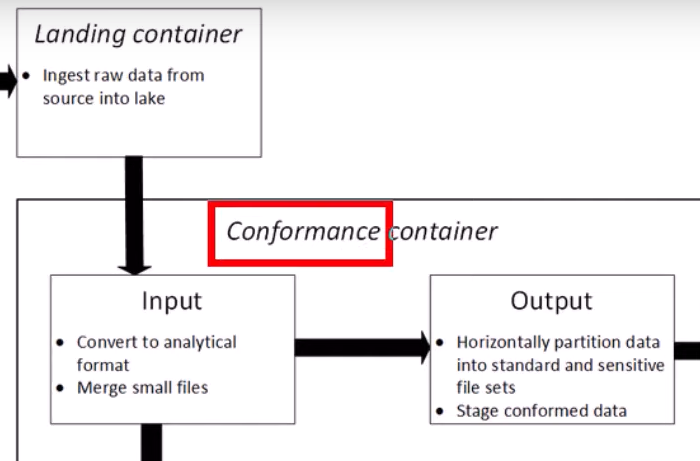 Landing container
• Ingest raw data from
source into lake
Conformance container
Input
• Convert to analytical
format
• Merge small files
Output
• Horizontally partition data
into standard and sensitive
file sets
• Stage conformed data